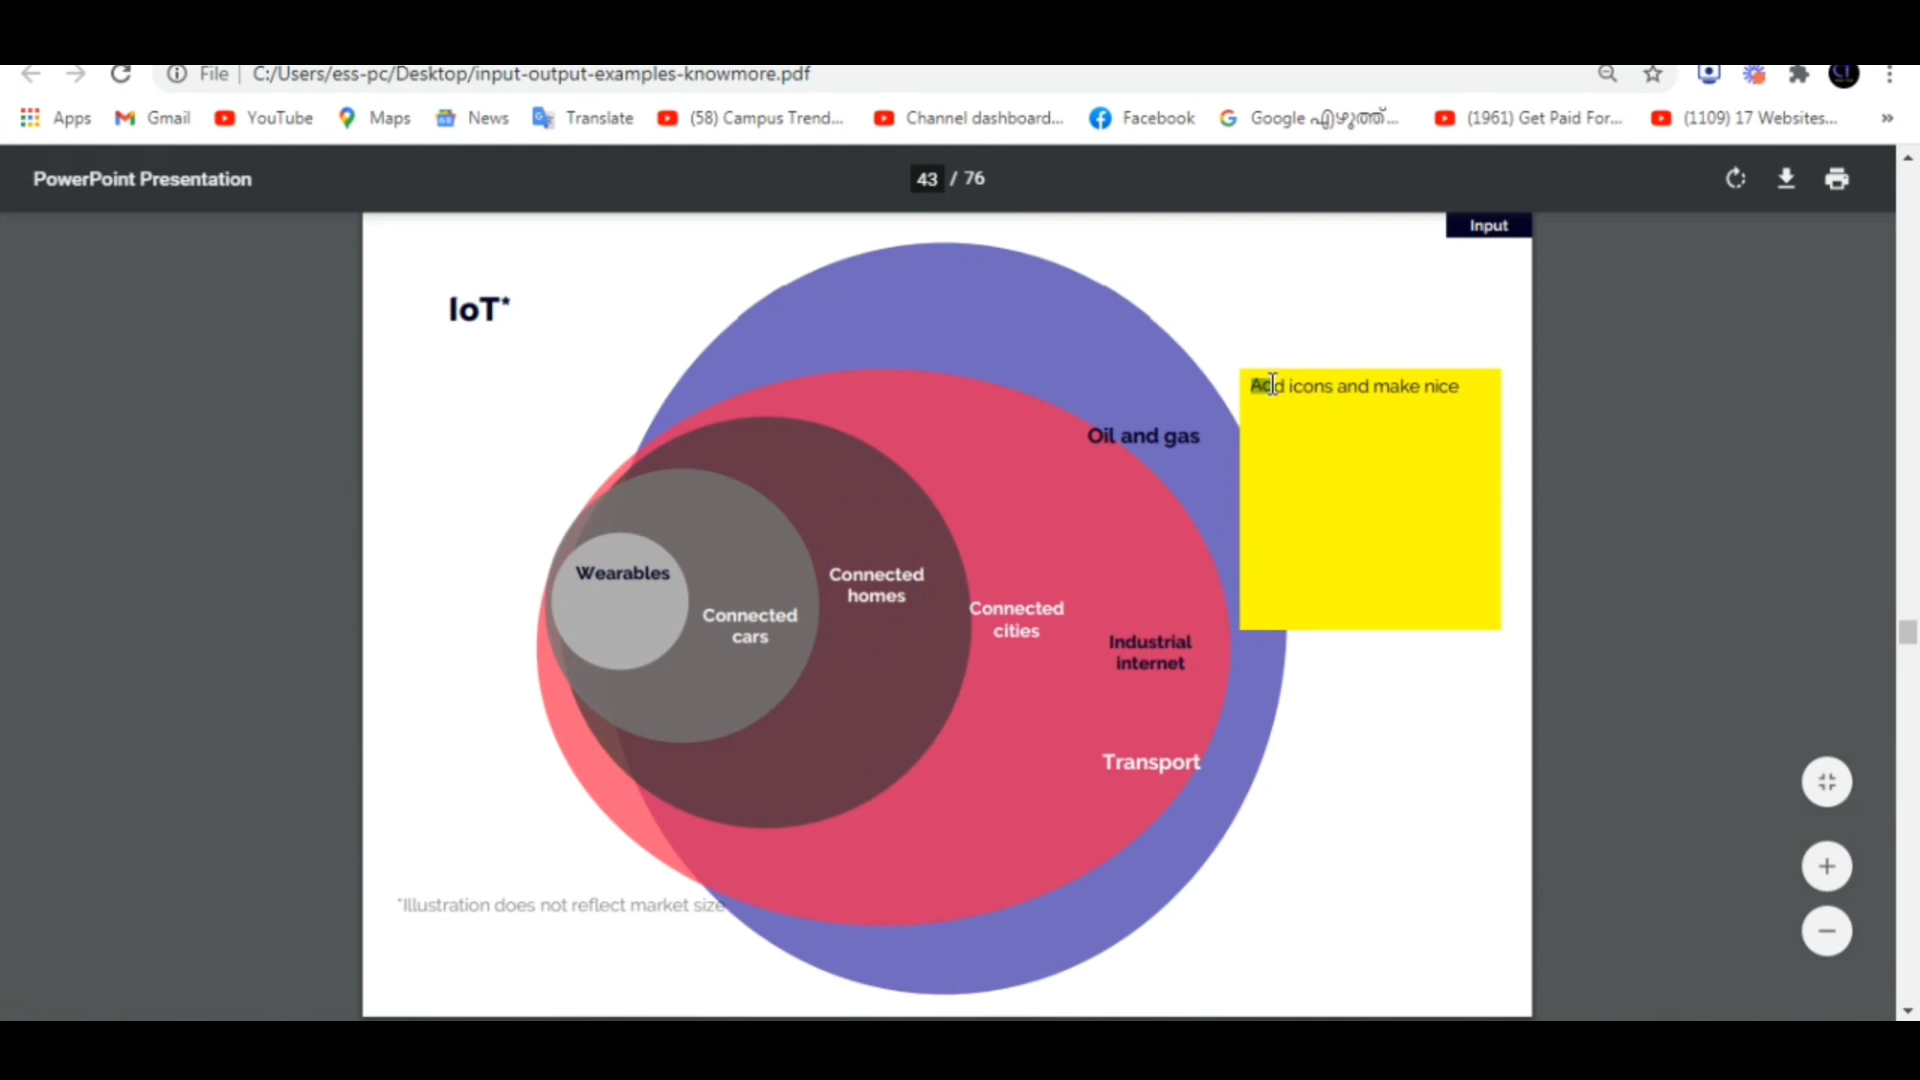 File | C:/Users/ess-pc/Desktop/input-output-examples-knowmore.pdf
Apps Gmail YouTube Maps News Translate (58) Campus Trend... Channel dashboard... Facebook Google എഴുത്ത്... (1961) Get Paid For... (1109) 17 Websites... »
PowerPoint Presentation 43 / 76
Input
IoT*
Add icons and make nice
Oil and gas
Wearables
Connected
homes
Connected
cars
Connected
cities
Industrial
internet
Transport
*Illustration does not reflect market size